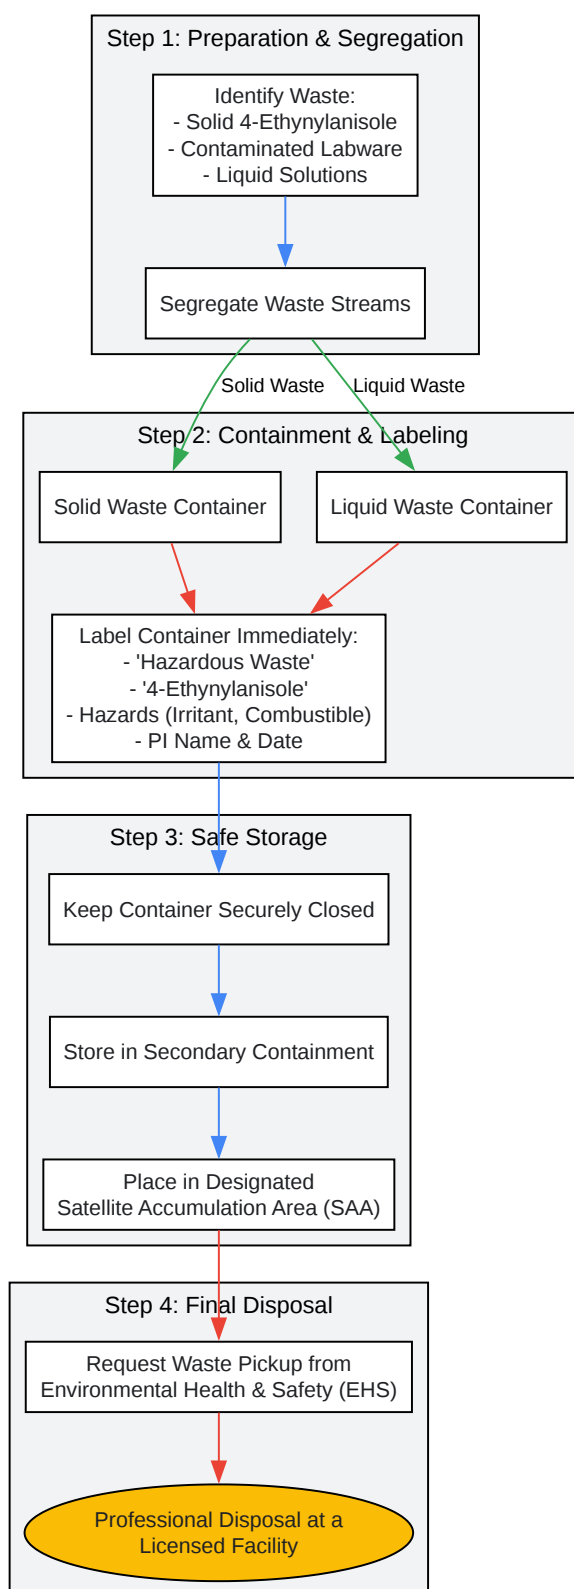 Step 1: Preparation & Segregation
Identify Waste:
- Solid 4-Ethynylanisole
- Contaminated Labware
- Liquid Solutions
Segregate Waste Streams
Solid Waste
Liquid Waste
Step 2: Containment & Labeling
Solid Waste Container
Liquid Waste Container
Label Container Immediately:
- 'Hazardous Waste'
- '4-Ethynylanisole'
- Hazards (Irritant, Combustible)
- PI Name & Date
Step 3: Safe Storage
Keep Container Securely Closed
Store in Secondary Containment
Place in Designated
Satellite Accumulation Area (SAA)
Step 4: Final Disposal
Request Waste Pickup from
Environmental Health & Safety (EHS)
Professional Disposal at a
Licensed Facility